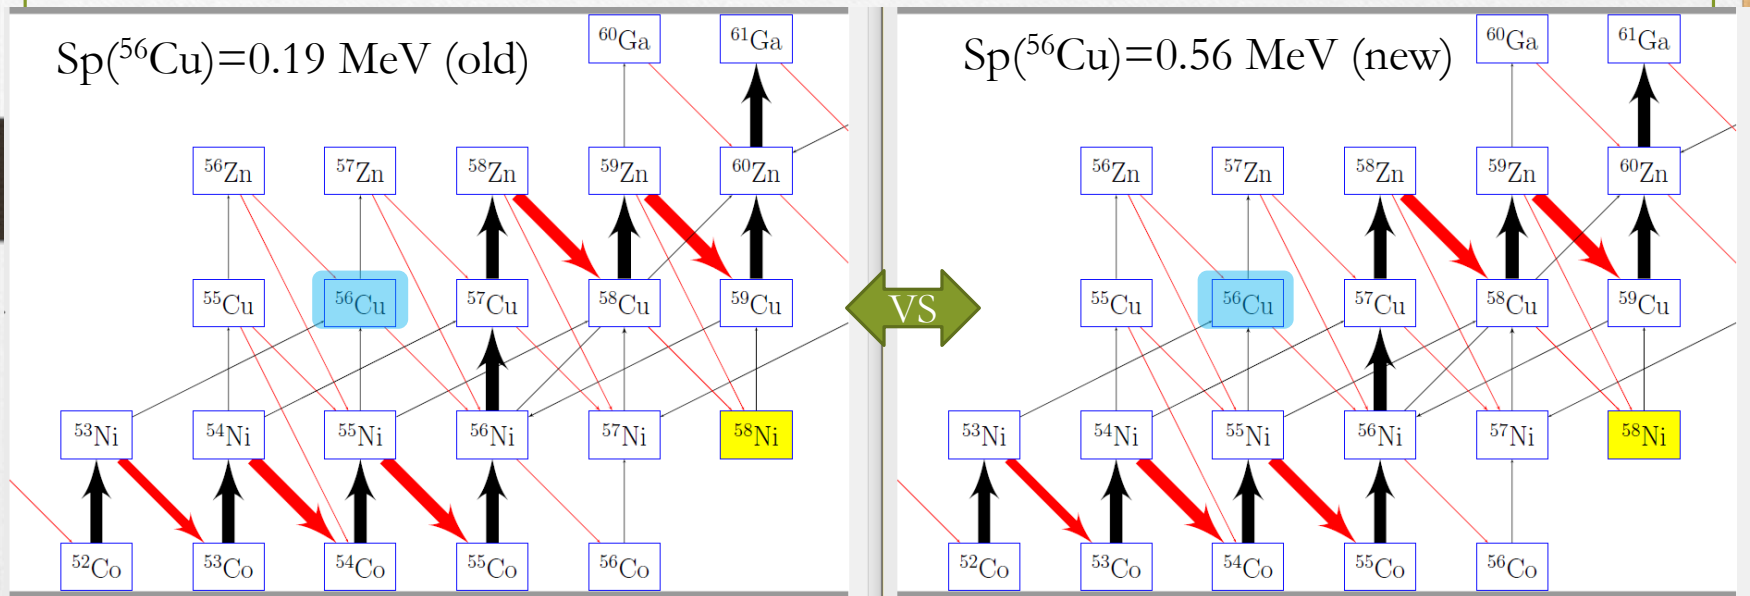 Sp(⁵⁶Cu)=0.19 MeV (old)
⁶⁰Ga ⁶¹Ga
⁵⁶Zn ⁵⁷Zn ⁵⁸Zn ⁵⁹Zn ⁶⁰Zn
⁵⁵Cu ⁵⁶Cu ⁵⁷Cu ⁵⁸Cu ⁵⁹Cu
⁵³Ni ⁵⁴Ni ⁵⁵Ni ⁵⁶Ni ⁵⁷Ni ⁵⁸Ni
⁵²Co ⁵³Co ⁵⁴Co ⁵⁵Co ⁵⁶Co
VS
Sp(⁵⁶Cu)=0.56 MeV (new)
⁶⁰Ga ⁶¹Ga
⁵⁶Zn ⁵⁷Zn ⁵⁸Zn ⁵⁹Zn ⁶⁰Zn
⁵⁵Cu ⁵⁶Cu ⁵⁷Cu ⁵⁸Cu ⁵⁹Cu
⁵³Ni ⁵⁴Ni ⁵⁵Ni ⁵⁶Ni ⁵⁷Ni ⁵⁸Ni
⁵²Co ⁵³Co ⁵⁴Co ⁵⁵Co ⁵⁶Co